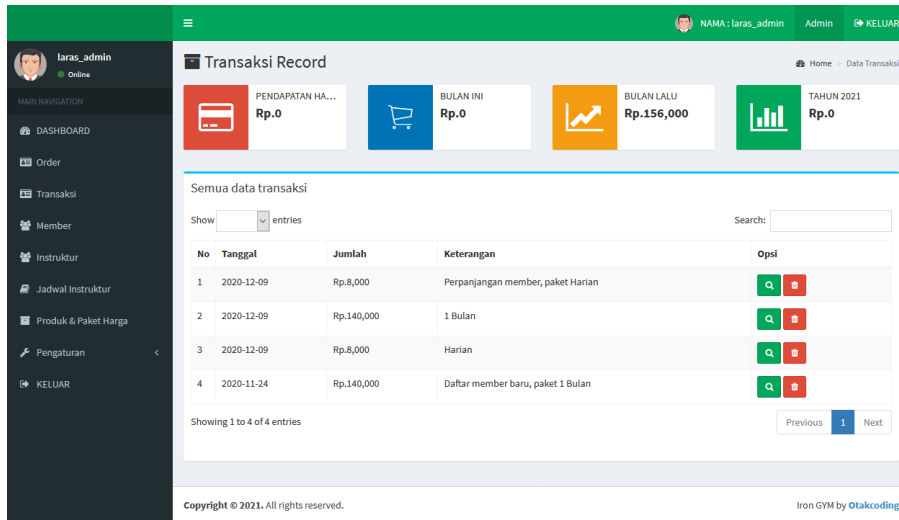 NAMA : laras_admin Admin KELUAR
laras_admin
Online
MAIN NAVIGATION
DASHBOARD
Order
Transaksi
Member
Instruktur
Jadwal Instruktur
Produk & Paket Harga
Pengaturan
KELUAR
Transaksi Record
Home > Data Transaksi
PENDAPATAN HA...
Rp.0
BULAN INI
Rp.0
BULAN LALU
Rp.156,000
TAHUN 2021
Rp.0
Semua data transaksi
Show entries Search:
No Tanggal Jumlah Keterangan Opsi
1 2020-12-09 Rp.8,000 Perpanjangan member, paket Harian
2 2020-12-09 Rp.140,000 1 Bulan
3 2020-12-09 Rp.8,000 Harian
4 2020-11-24 Rp.140,000 Daftar member baru, paket 1 Bulan
Showing 1 to 4 of 4 entries Previous 1 Next
Copyright © 2021. All rights reserved. Iron GYM by Otakcoding